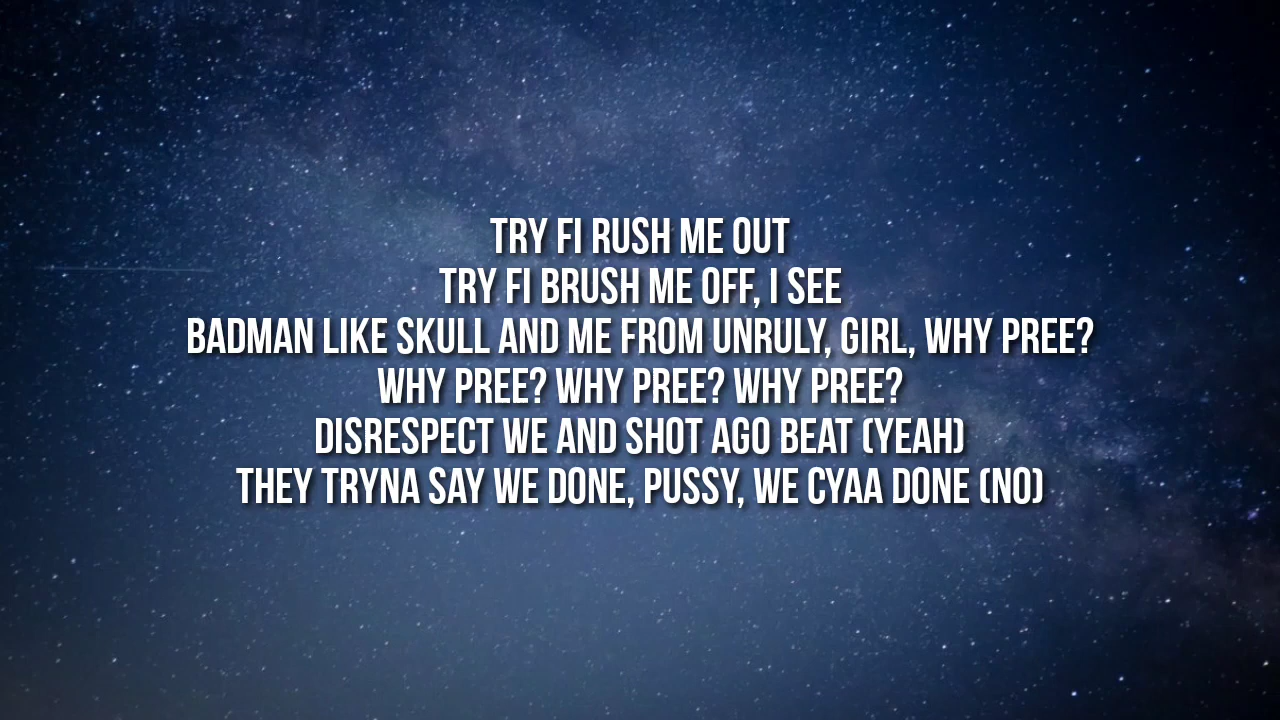 TRY FI RUSH ME OUT
TRY FI BRUSH ME OFF, I SEE
BADMAN LIKE SKULL AND ME FROM UNRULY, GIRL, WHY PREE?
WHY PREE? WHY PREE? WHY PREE?
DISRESPECT WE AND SHOT AGO BEAT (YEAH)
THEY TRYNA SAY WE DONE, PUSSY, WE CYAA DONE (NO)